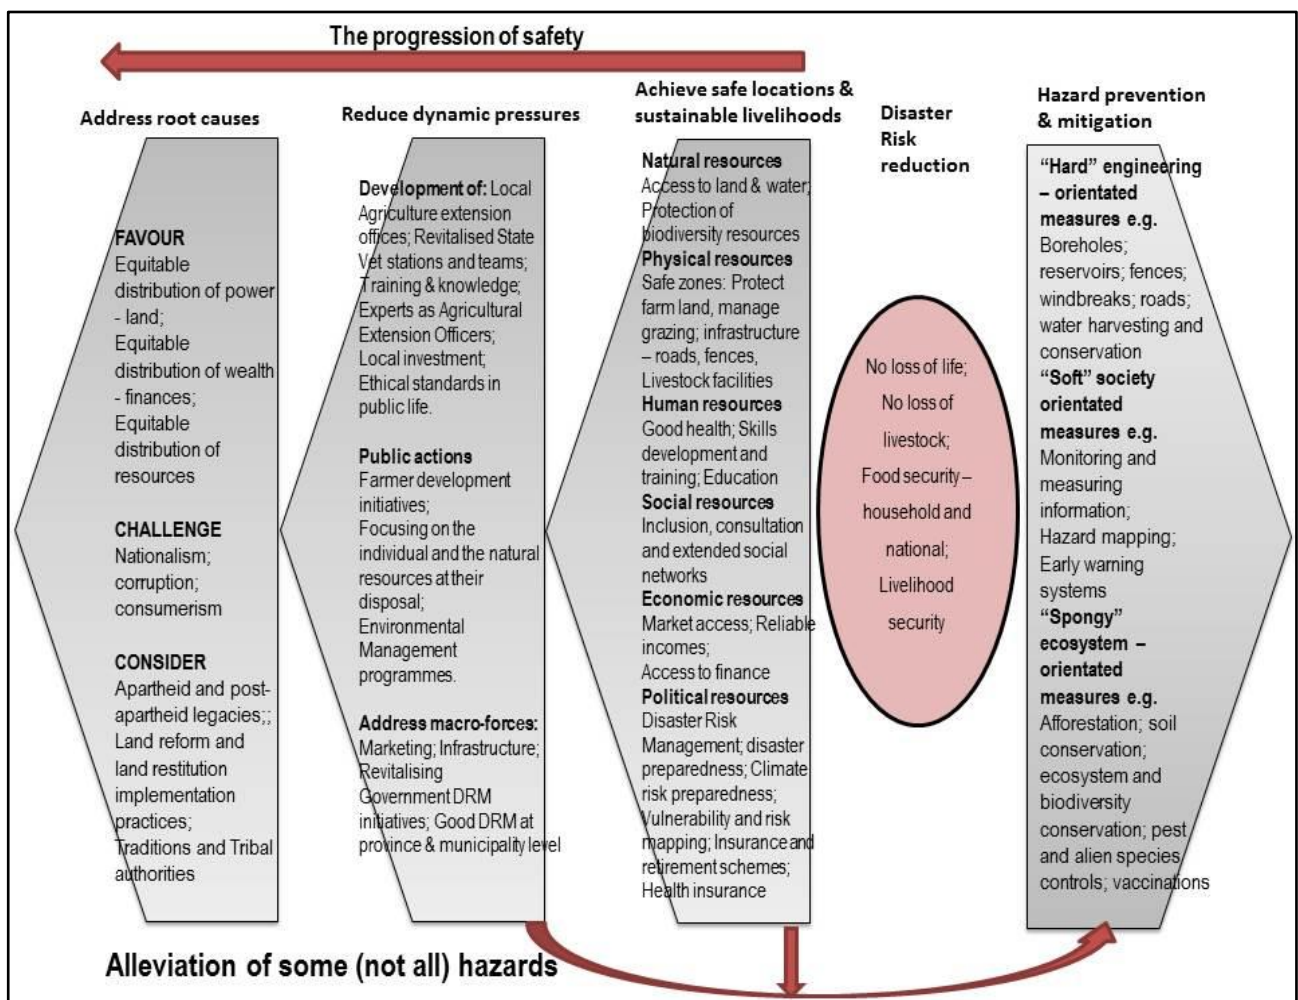 The progression of safety
Address root causes
FAVOUR
Equitable
distribution of power
- land;
Equitable
distribution of wealth
- finances;
Equitable
distribution of
resources
CHALLENGE
Nationalism;
corruption;
consumerism
CONSIDER
Apartheid and post-
apartheid legacies;;
Land reform and
land restitution
implementation
practices;
Traditions and Tribal
authorities
Reduce dynamic pressures
Development of: Local
Agriculture extension
offices; Revitalised State
Vet stations and teams;
Training & knowledge;
Experts as Agricultural
Extension Officers;
Local investment;
Ethical standards in
public life.
Public actions
Farmer development
initiatives;
Focusing on the
individual and the natural
resources at their
disposal;
Environmental
Management
programmes.
Address macro-forces:
Marketing; Infrastructure;
Revitalising
Government DRM
initiatives; Good DRM at
province & municipality level
Achieve safe locations &
sustainable livelihoods
Natural resources
Access to land & water;
Protection of
biodiversity resources
Physical resources
Safe zones: Protect
farm land, manage
grazing; infrastructure
– roads, fences,
Livestock facilities
Human resources
Good health; Skills
development and
training; Education
Social resources
Inclusion, consultation
and extended social
networks
Economic resources
Market access; Reliable
incomes;
Access to finance
Political resources
Disaster Risk
Management; disaster
preparedness; Climate
risk preparedness;
Vulnerability and risk
mapping; Insurance and
retirement schemes;
Health insurance
Disaster
Risk
reduction
No loss of life;
No loss of
livestock;
Food security –
household and
national;
Livelihood
security
Hazard prevention
& mitigation
“Hard” engineering
– orientated
measures e.g.
Boreholes;
reservoirs; fences;
windbreaks; roads;
water harvesting and
conservation
“Soft” society
orientated
measures e.g.
Monitoring and
measuring
information;
Hazard mapping;
Early warning
systems
“Spongy”
ecosystem –
orientated
measures e.g.
Afforestation; soil
conservation;
ecosystem and
biodiversity
conservation; pest
and alien species
controls; vaccinations
Alleviation of some (not all) hazards